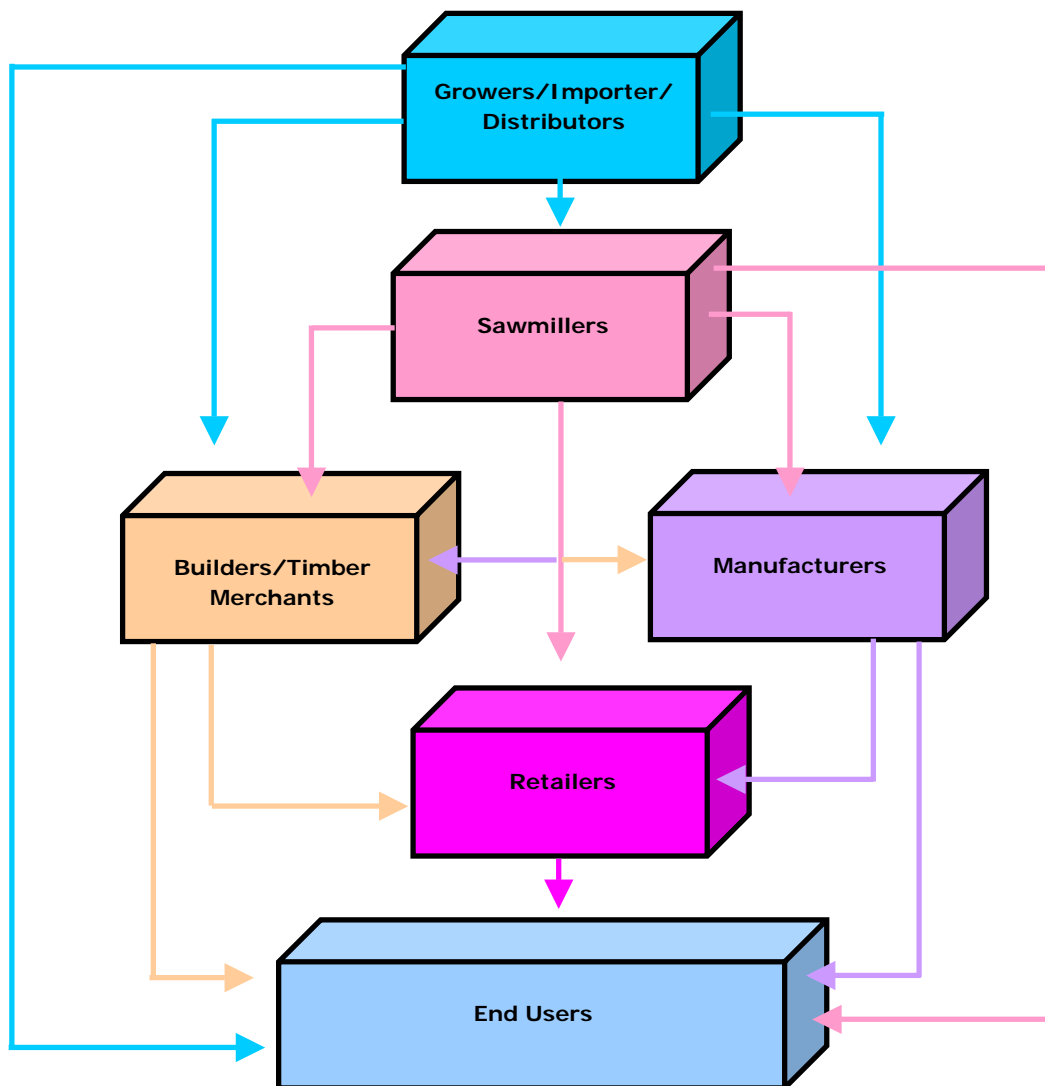 Growers/Importer/
Distributors
Sawmillers
Builders/Timber
Merchants
Manufacturers
Retailers
End Users